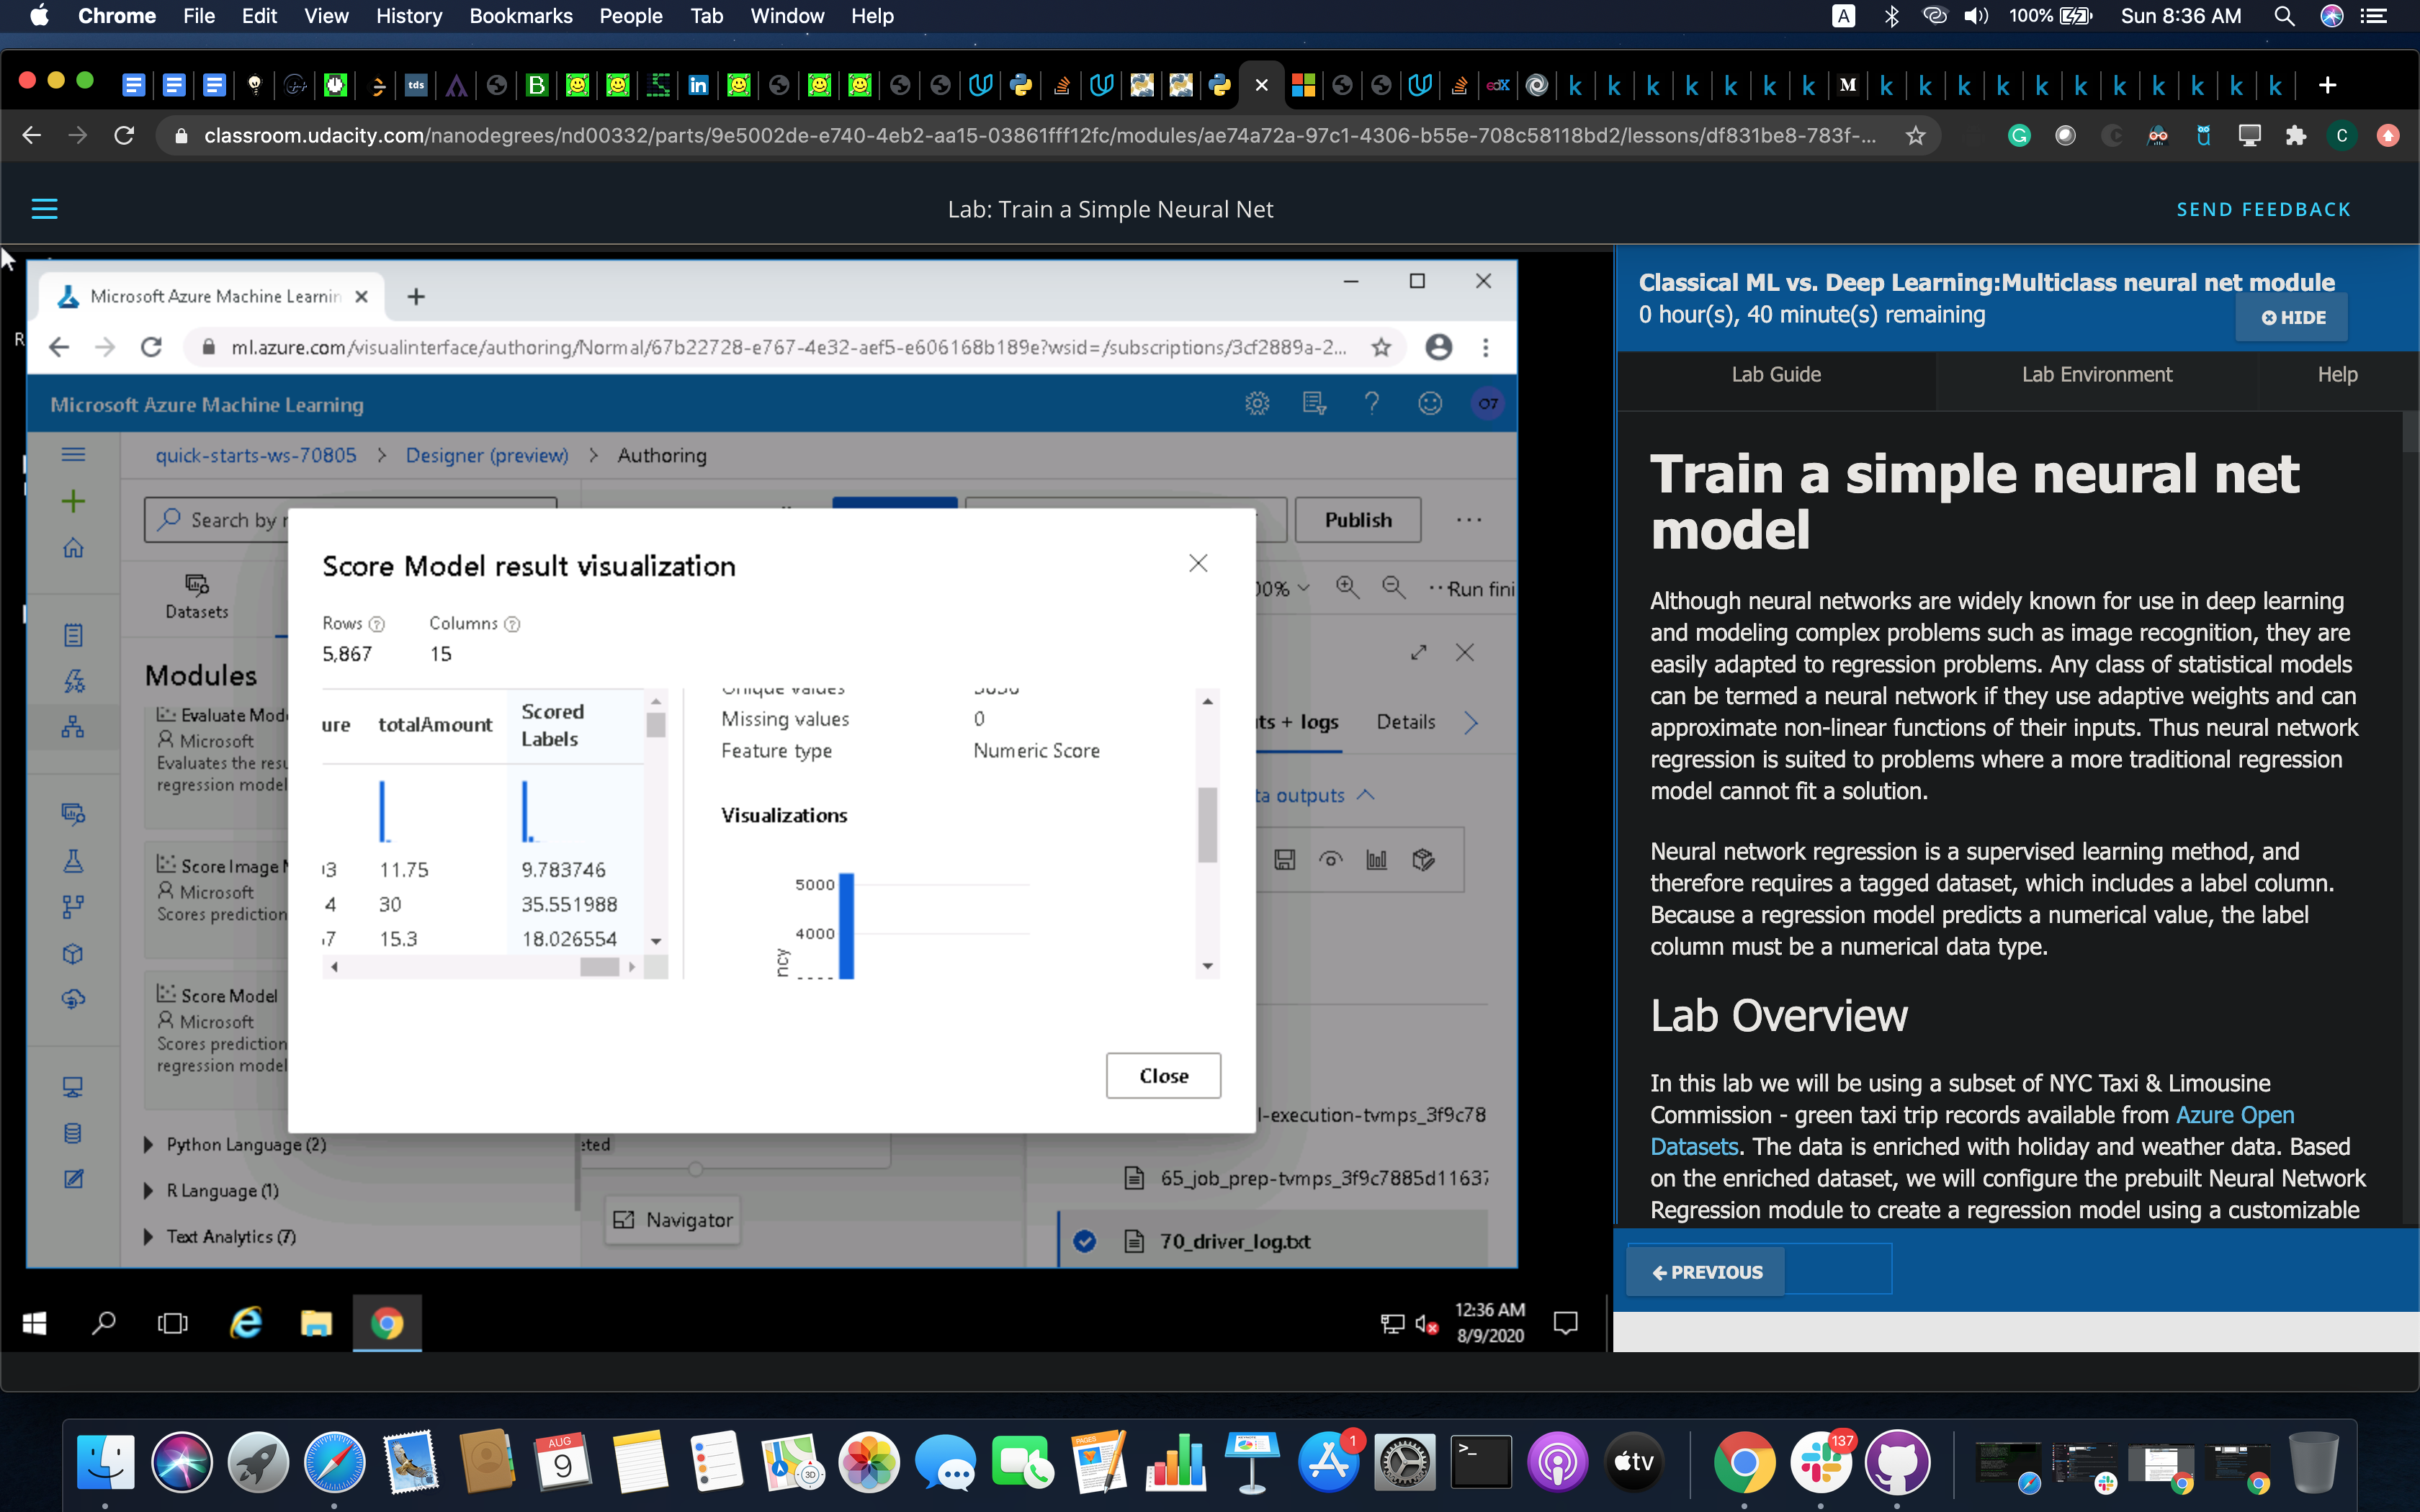 Chrome File Edit View History Bookmarks People Tab Window Help
A 100% Sun 8:36 AM
tds B in edX M k k k k k k k k k k k k k k k k k k
classroom.udacity.com/nanodegrees/nd00332/parts/9e5002de-e740-4eb2-aa15-03861fff12fc/modules/ae74a72a-97c1-4306-b55e-708c58118bd2/lessons/df831be8-783f-...
Lab: Train a Simple Neural Net
SEND FEEDBACK
Microsoft Azure Machine Learnin
ml.azure.com/visualinterface/authoring/Normal/67b22728-e767-4e32-aef5-e606168b189e?wsid=/subscriptions/3cf2889a-2...
Microsoft Azure Machine Learning
quick-starts-ws-70805 > Designer (preview) > Authoring
Search by
Publish
Datasets
Run fini
Modules
Evaluate Mod
Microsoft
Evaluates the resu
regression model
Score Image
Microsoft
Scores prediction
Score Model
Microsoft
Scores prediction
regression model
Python Language (2)
R Language (1)
Text Analytics (7)
Score Model result visualization
Rows Columns
5,867 15
ure totalAmount Scored Labels
11.75 9.783746
4 30 35.551988
15.3 18.026554
Missing values 0
Feature type Numeric Score
Visualizations
5000
4000
ncy
Close
ts + logs Details
ta outputs
l-execution-tvmps_3f9c78
65_job_prep-tvmps_3f9c7885d11637
70_driver_log.txt
eted
Navigator
12:36 AM
8/9/2020
Classical ML vs. Deep Learning:Multiclass neural net module
0 hour(s), 40 minute(s) remaining
HIDE
Lab Guide Lab Environment Help
Train a simple neural net
model
Although neural networks are widely known for use in deep learning
and modeling complex problems such as image recognition, they are
easily adapted to regression problems. Any class of statistical models
can be termed a neural network if they use adaptive weights and can
approximate non-linear functions of their inputs. Thus neural network
regression is suited to problems where a more traditional regression
model cannot fit a solution.
Neural network regression is a supervised learning method, and
therefore requires a tagged dataset, which includes a label column.
Because a regression model predicts a numerical value, the label
column must be a numerical data type.
Lab Overview
In this lab we will be using a subset of NYC Taxi & Limousine
Commission - green taxi trip records available from Azure Open
Datasets. The data is enriched with holiday and weather data. Based
on the enriched dataset, we will configure the prebuilt Neural Network
Regression module to create a regression model using a customizable
PREVIOUS
AUG
9
PAGES
3D
1
tv
137